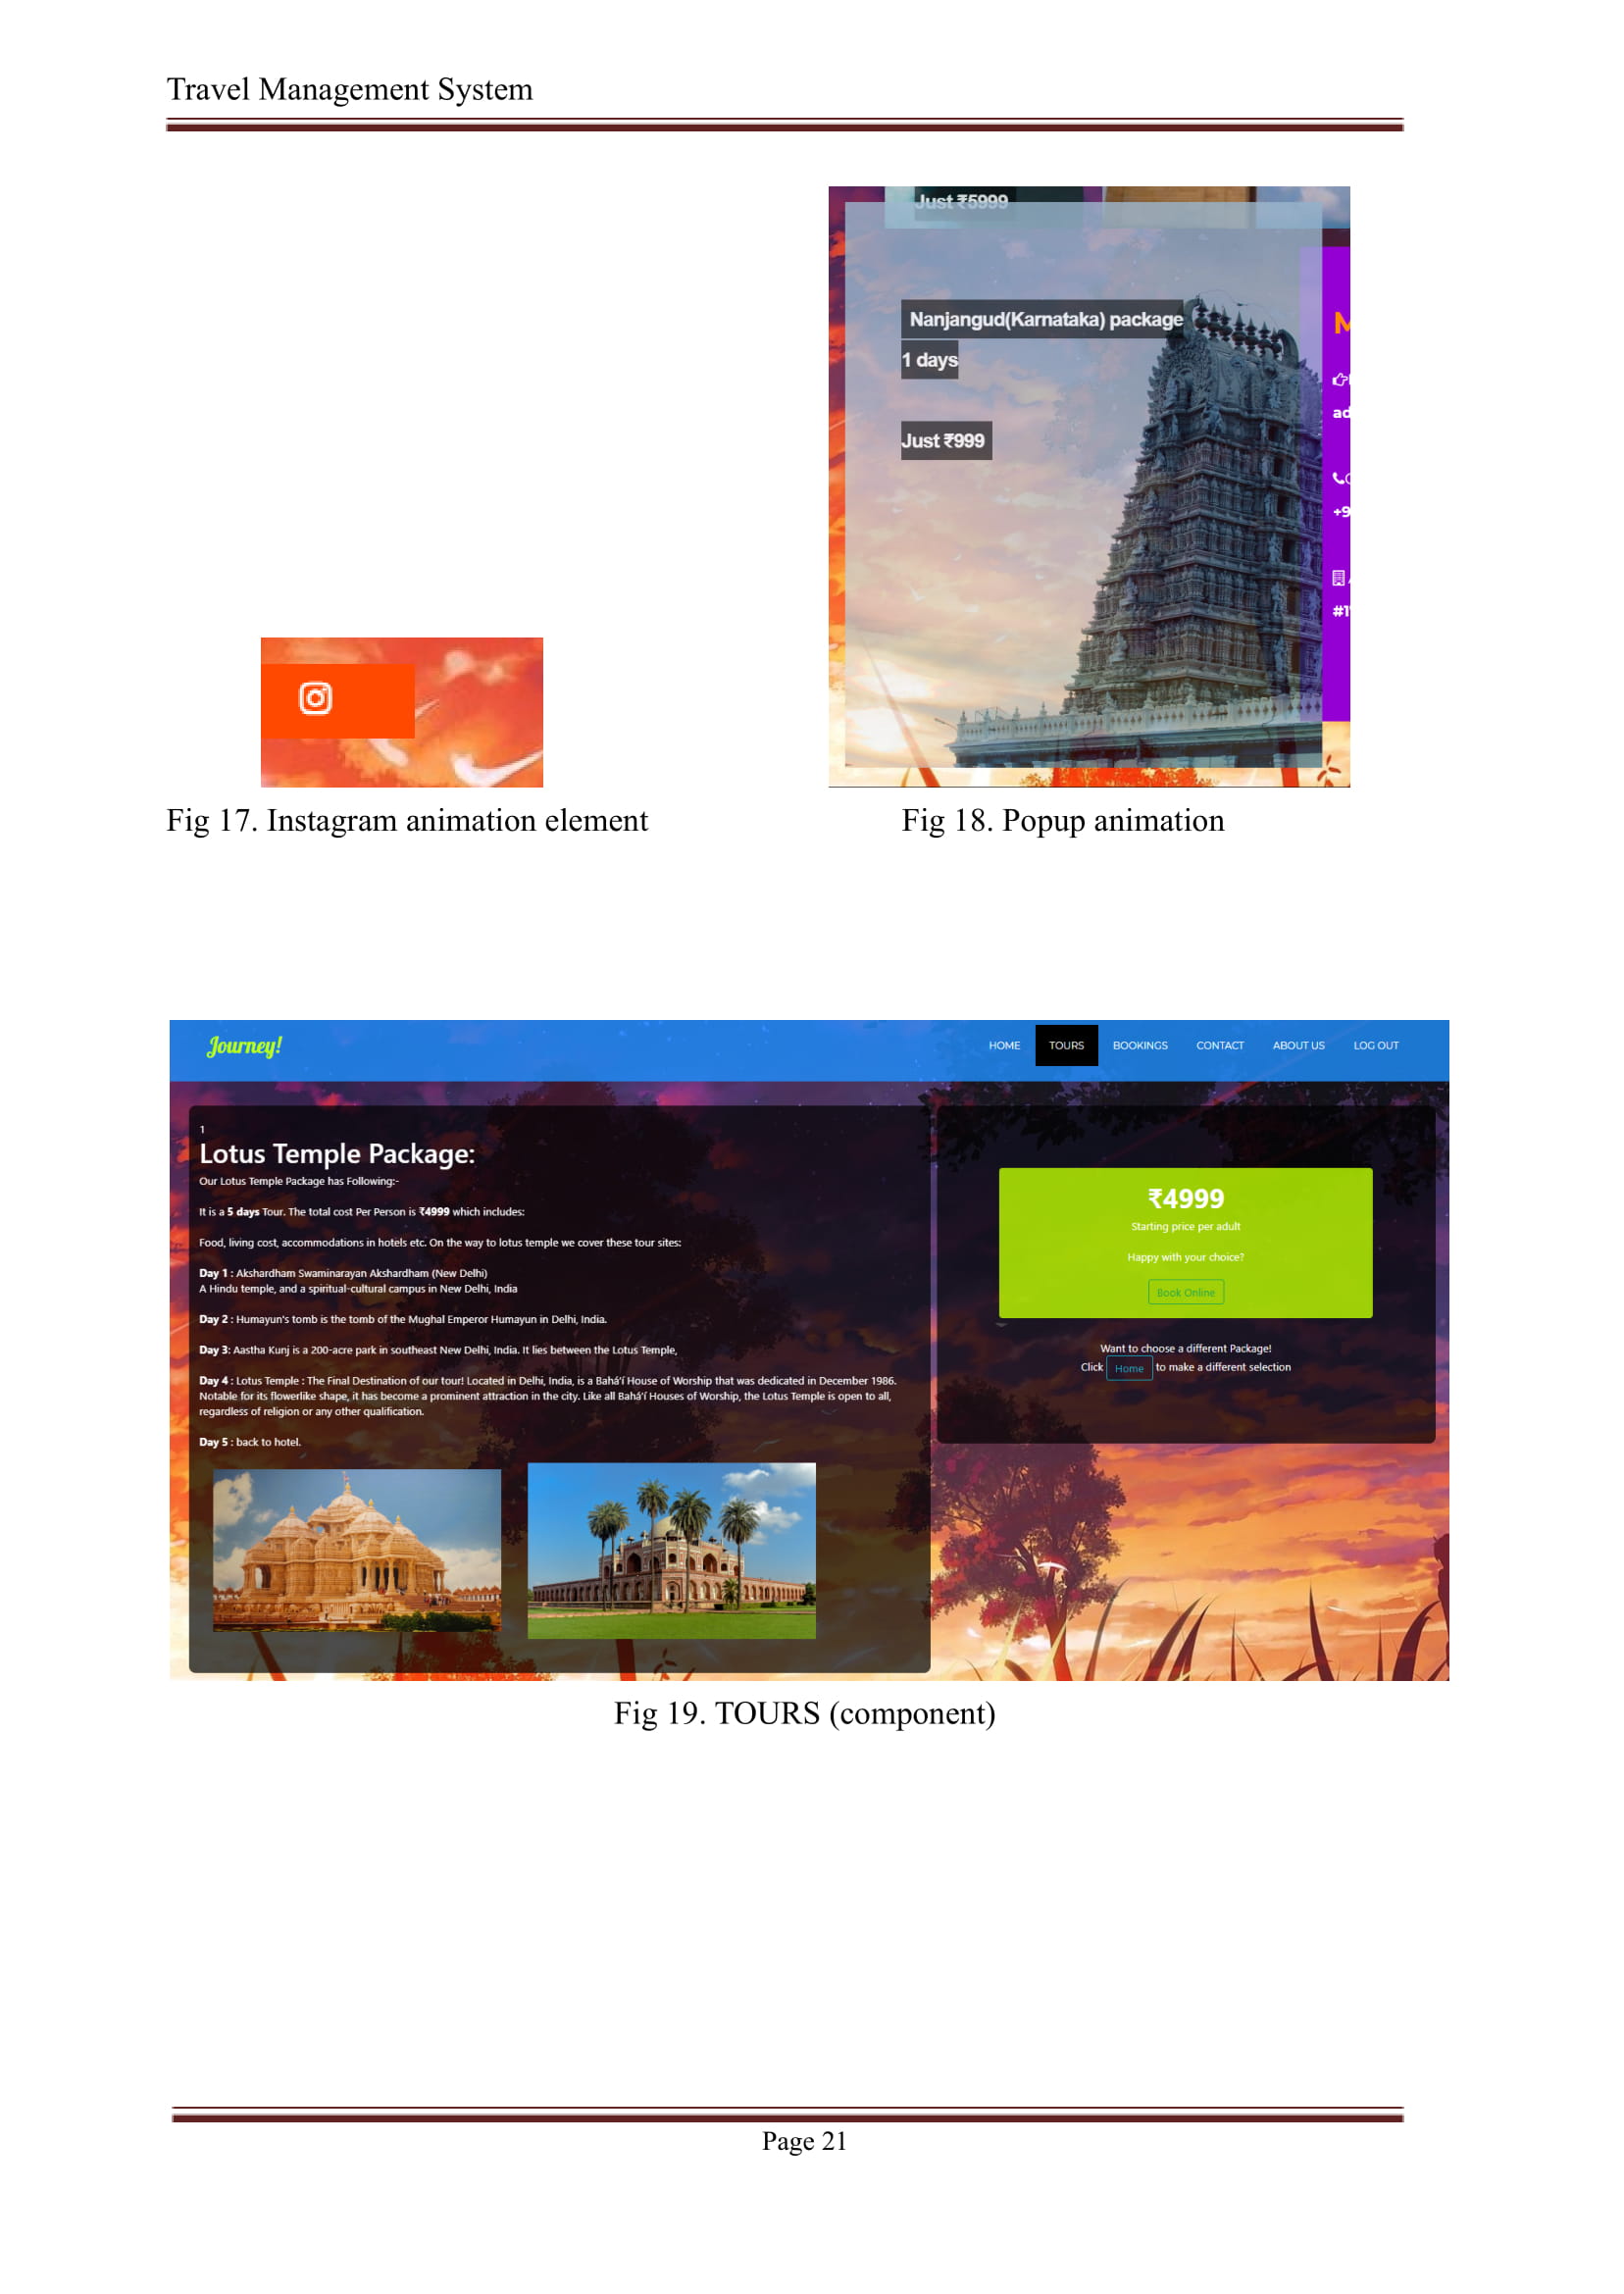 Travel Management System
Just ₹5999
Nanjangud(Karnataka) package
1 days
Just ₹999
M
ad
+9
#1
Fig 17. Instagram animation element
Fig 18. Popup animation
Journey!
HOME TOURS BOOKINGS CONTACT ABOUT US LOG OUT
1
Lotus Temple Package:
Our Lotus Temple Package has Following:-
It is a 5 days Tour. The total cost Per Person is ₹4999 which includes:
Food, living cost, accommodations in hotels etc. On the way to lotus temple we cover these tour sites:
Day 1 : Akshardham Swaminarayan Akshardham (New Delhi)
A Hindu temple, and a spiritual-cultural campus in New Delhi, India
Day 2 : Humayun's tomb is the tomb of the Mughal Emperor Humayun in Delhi, India.
Day 3: Aastha Kunj is a 200-acre park in southeast New Delhi, India. It lies between the Lotus Temple,
Day 4 : Lotus Temple : The Final Destination of our tour! Located in Delhi, India, is a Bahá'í House of Worship that was dedicated in December 1986.
Notable for its flowerlike shape, it has become a prominent attraction in the city. Like all Bahá'í Houses of Worship, the Lotus Temple is open to all,
regardless of religion or any other qualification.
Day 5 : back to hotel.
₹4999
Starting price per adult
Happy with your choice?
Book Online
Want to choose a different Package!
Click Home to make a different selection
Fig 19. TOURS (component)
Page 21